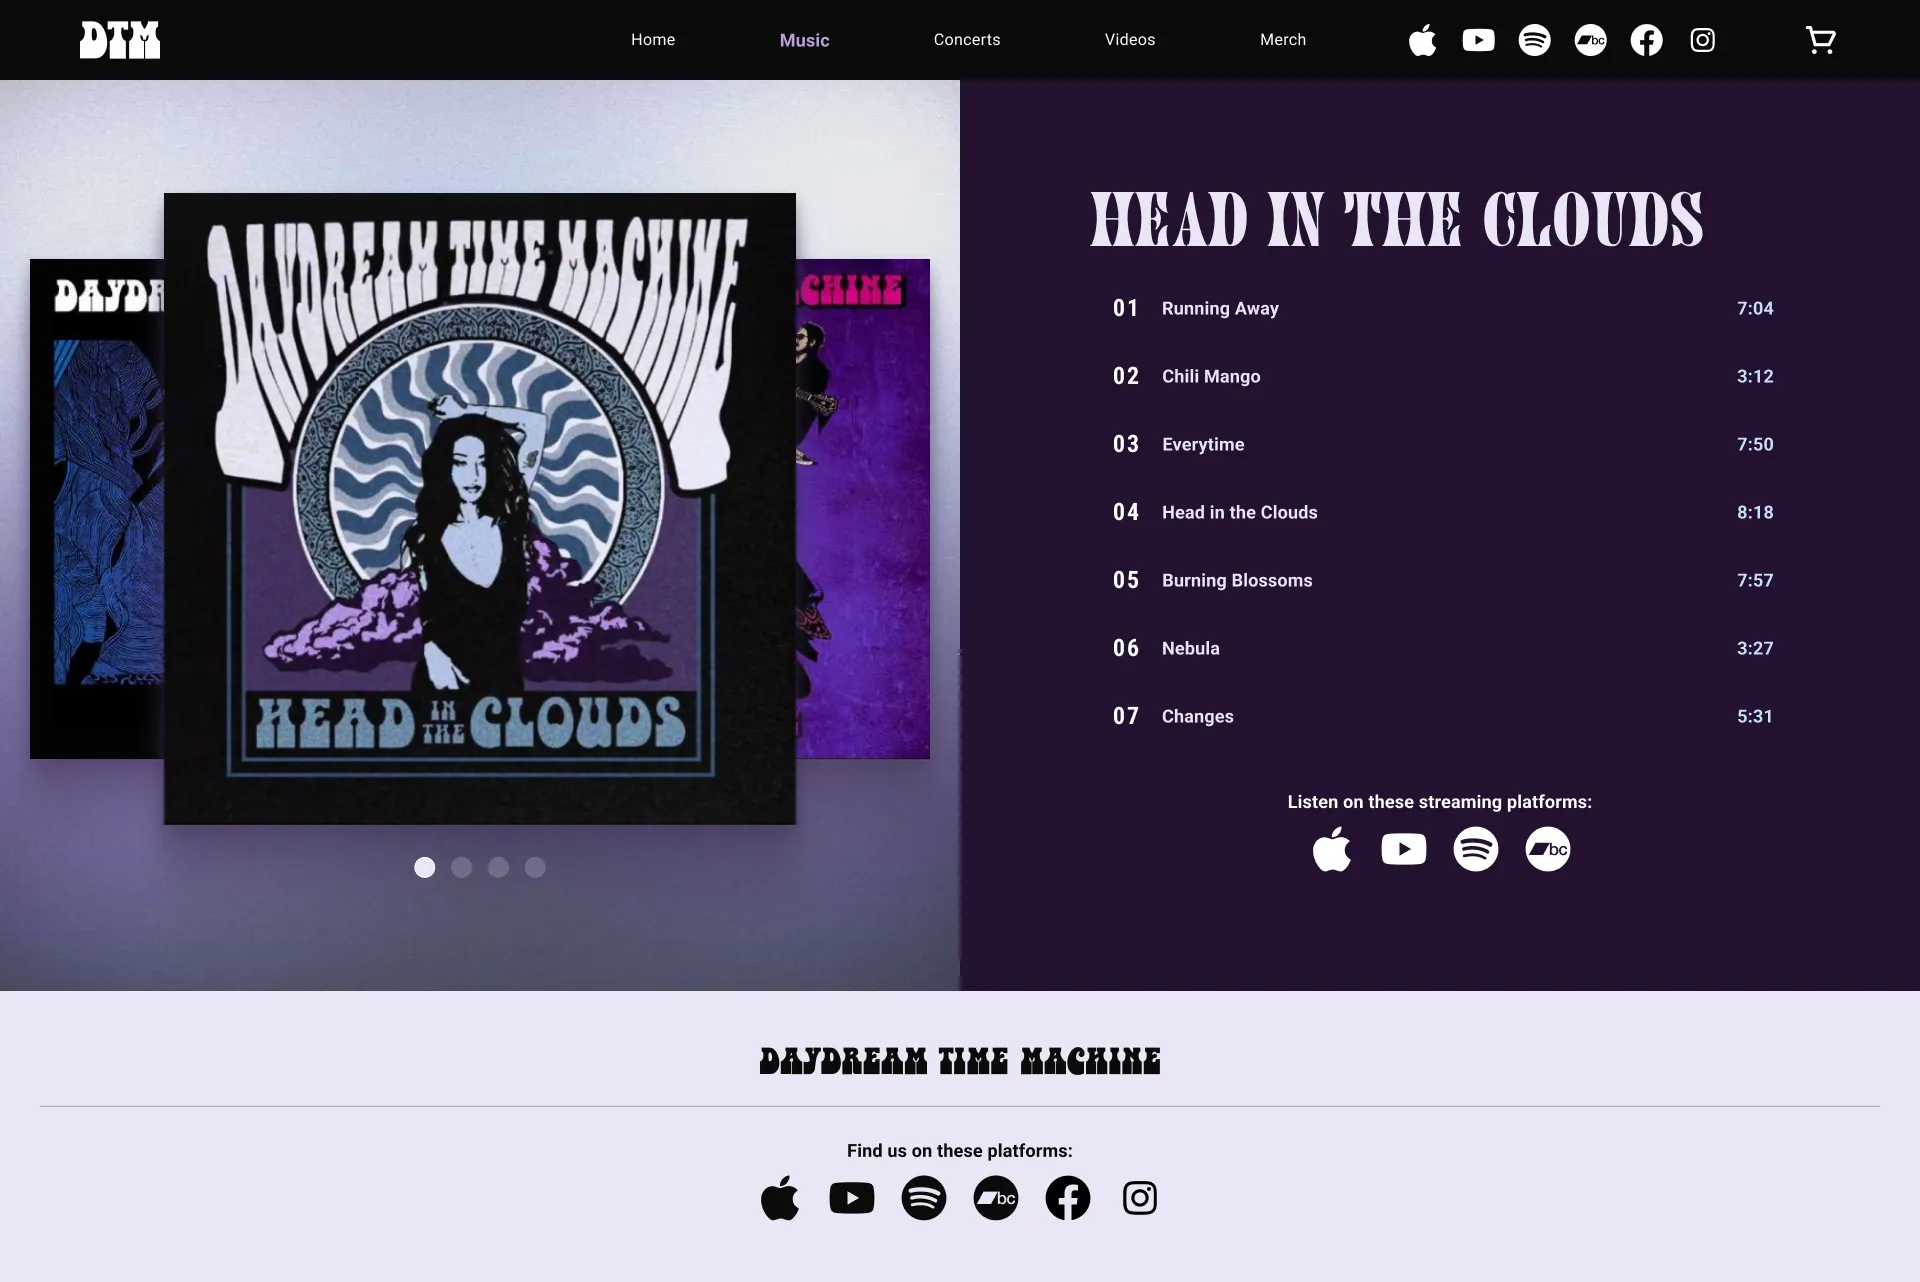 DTM
Home
Music
Concerts
Videos
Merch
bc
DAYDREAM TIME MACHINE
HEAD IN THE CLOUDS
HEAD IN THE CLOUDS
01 Running Away 7:04
02 Chili Mango 3:12
03 Everytime 7:50
04 Head in the Clouds 8:18
05 Burning Blossoms 7:57
06 Nebula 3:27
07 Changes 5:31
Listen on these streaming platforms:
bc
DAYDREAM TIME MACHINE
Find us on these platforms:
bc